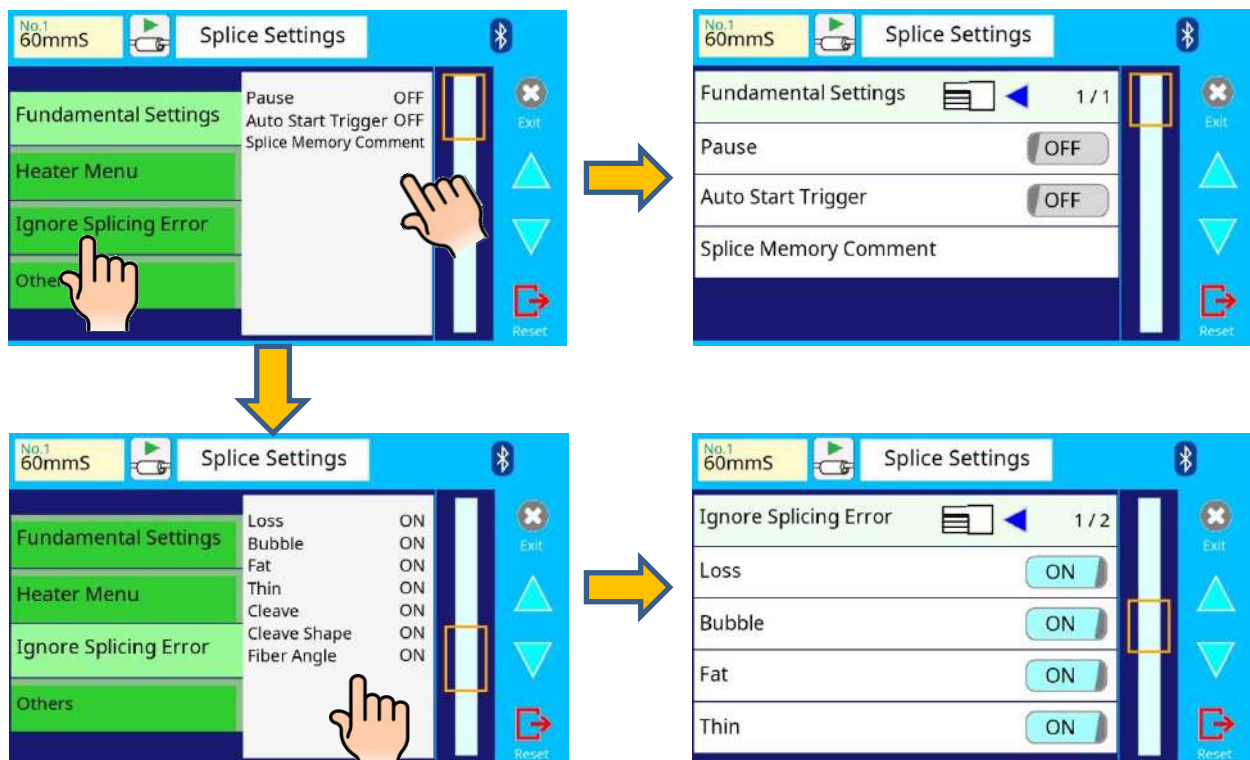 No.1
60mmS
Splice Settings
Fundamental Settings
Heater Menu
Ignore Splicing Error
Othe
Pause OFF
Auto Start Trigger OFF
Splice Memory Comment
Exit
Reset
No.1
60mmS
Splice Settings
Fundamental Settings 1 / 1
Pause OFF
Auto Start Trigger OFF
Splice Memory Comment
Exit
Reset
No.1
60mmS
Splice Settings
Fundamental Settings
Heater Menu
Ignore Splicing Error
Others
Loss ON
Bubble ON
Fat ON
Thin ON
Cleave ON
Cleave Shape ON
Fiber Angle ON
Exit
Reset
No.1
60mmS
Splice Settings
Ignore Splicing Error 1 / 2
Loss ON
Bubble ON
Fat ON
Thin ON
Exit
Reset